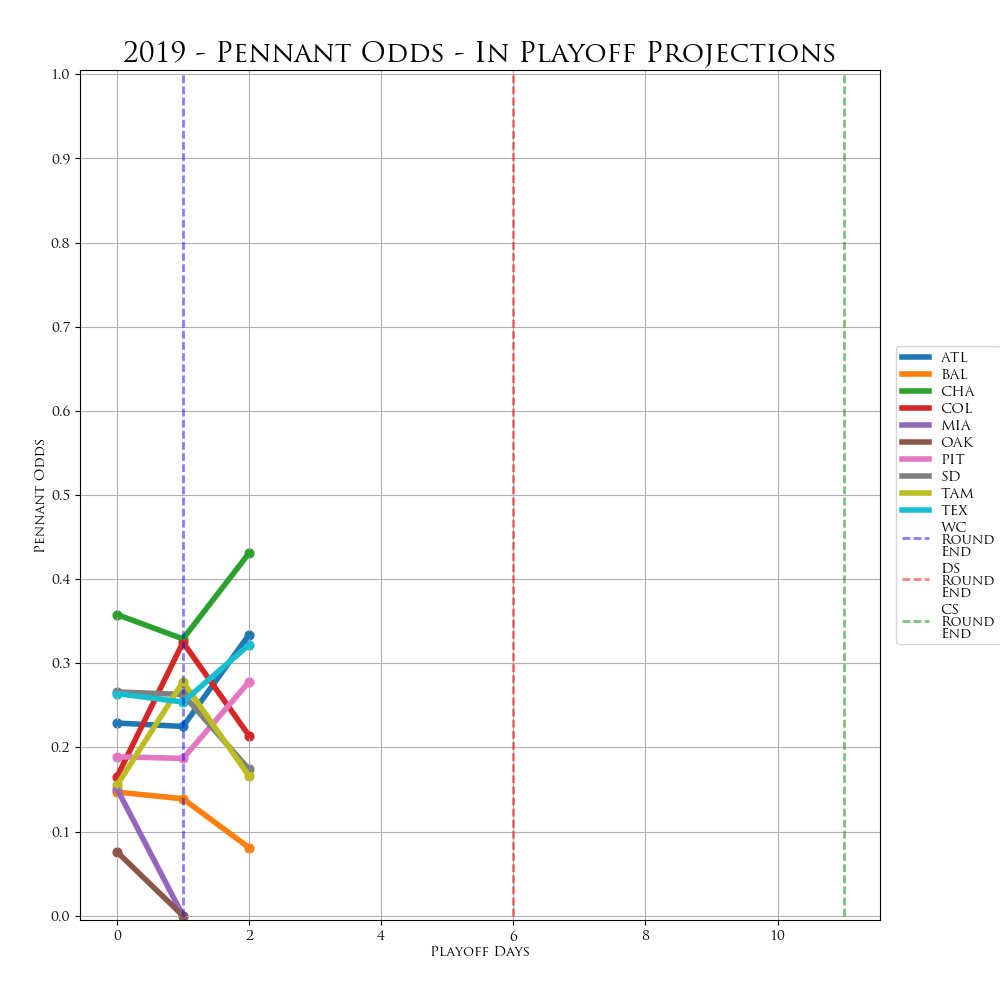 2019 - Pennant Odds - In Playoff Projections
1.0
0.9
0.8
0.7
0.6
0.5
0.4
0.3
0.2
0.1
0.0
Pennant Odds
0 2 4 6 8 10
Playoff Days
ATL
BAL
CHA
COL
MIA
OAK
PIT
SD
TAM
TEX
WC
Round
End
DS
Round
End
CS
Round
End